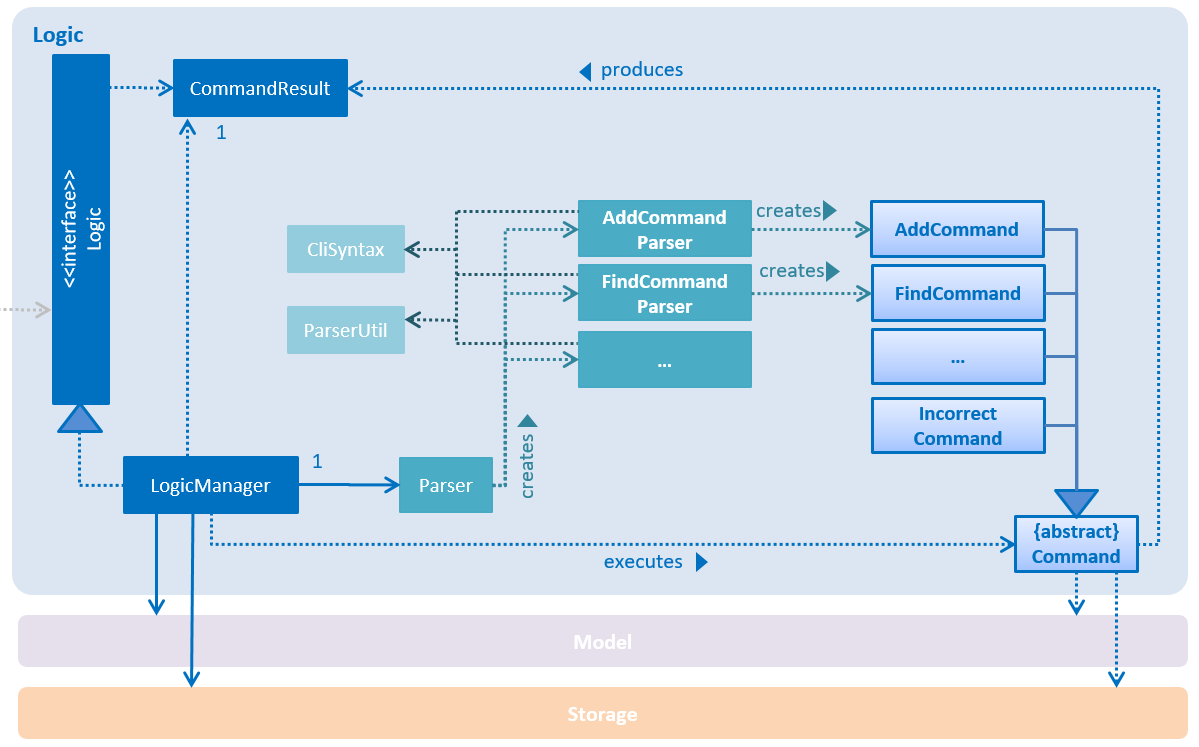 Logic
<<interface>>
Logic
CommandResult
produces
1
CliSyntax
ParserUtil
AddCommand
Parser
FindCommand
Parser
...
creates
creates
AddCommand
FindCommand
...
Incorrect
Command
LogicManager
1
Parser
creates
executes
{abstract}
Command
Model
Storage